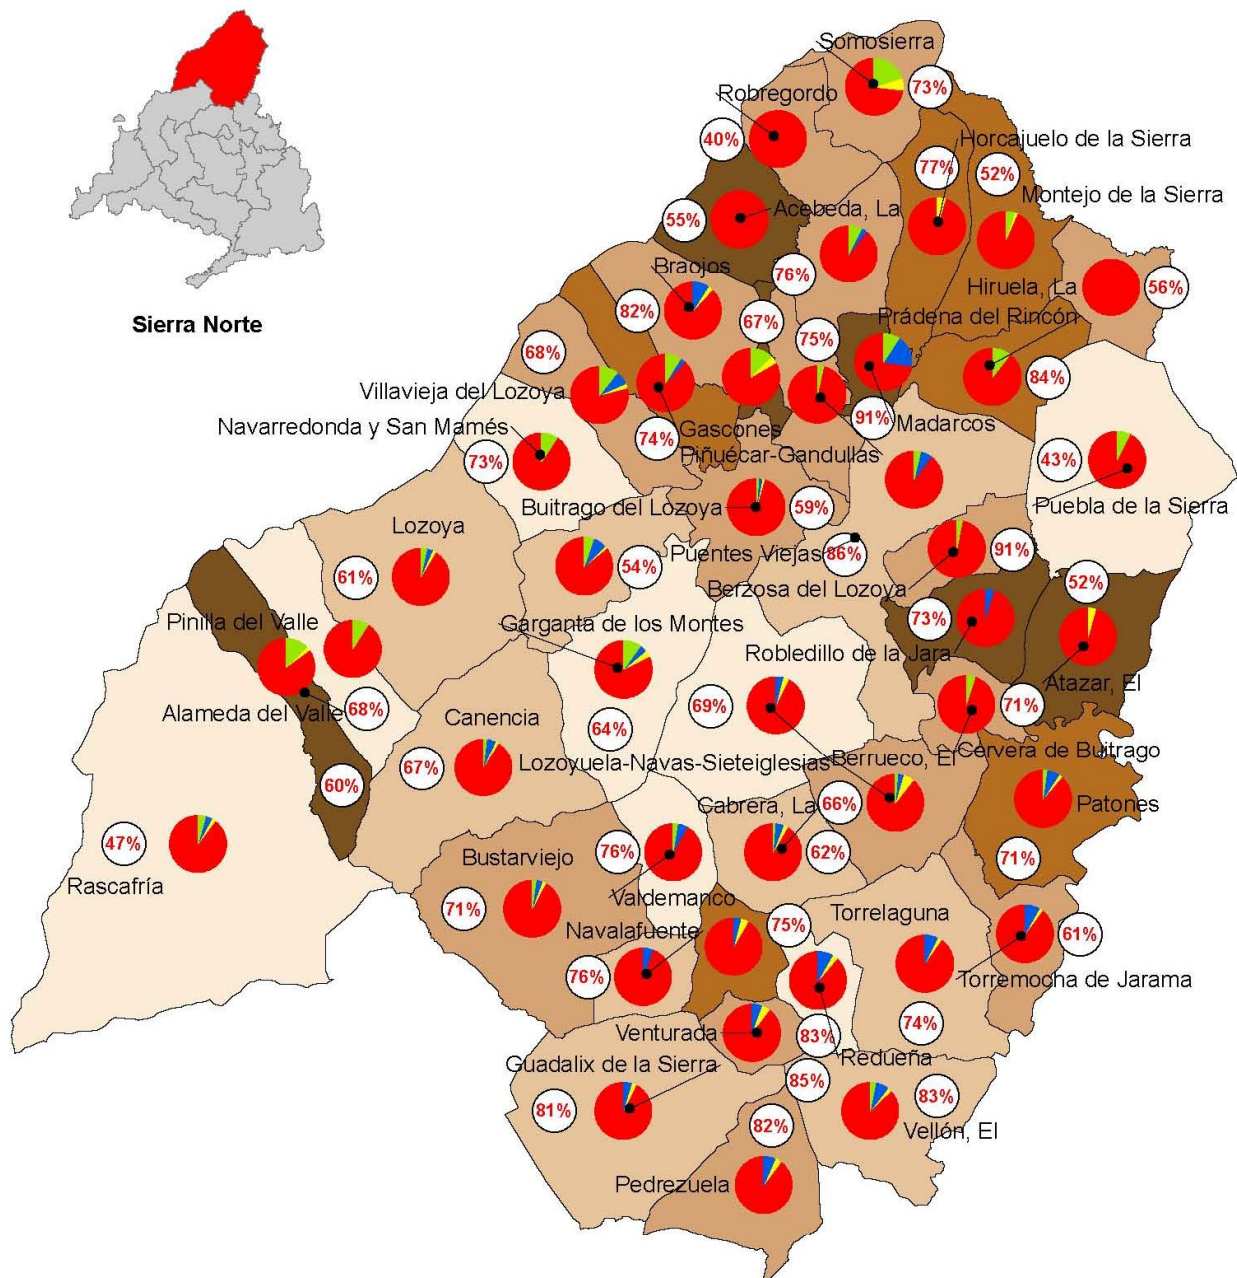 Somosierra
73%
Robregordo
40%
Horcajuelo de la Sierra
77%
52%
Montejo de la Sierra
Acebeda, La
55%
Braojos
76%
Hiruela, La
56%
Sierra Norte
82%
67%
75%
Prádena del Rincón
68%
84%
Villavieja del Lozoya
Navarredonda y San Mamés
74%
Gascones
91%
Madarcos
Piñuécar-Gandullas
73%
43%
Buitrago del Lozoya
59%
Puebla de la Sierra
Lozoya
Puentes Viejas
86%
91%
61%
54%
Berzosa del Lozoya
52%
Pinilla del Valle
Garganta de los Montes
73%
Robledillo de la Jara
Atazar, El
Alameda del Valle
68%
Canencia
64%
69%
71%
Cervera de Buitrago
67%
Lozoyuela-Navas-Sieteiglesias
Berrueco, El
60%
Cabrera, La
66%
Patones
47%
76%
62%
71%
Rascafría
Bustarviejo
71%
Valdemanco
Navalafuente
75%
Torrelaguna
61%
76%
Torremocha de Jarama
Venturada
83%
74%
Redueña
Guadalix de la Sierra
85%
83%
81%
82%
Vellón, El
Pedrezuela